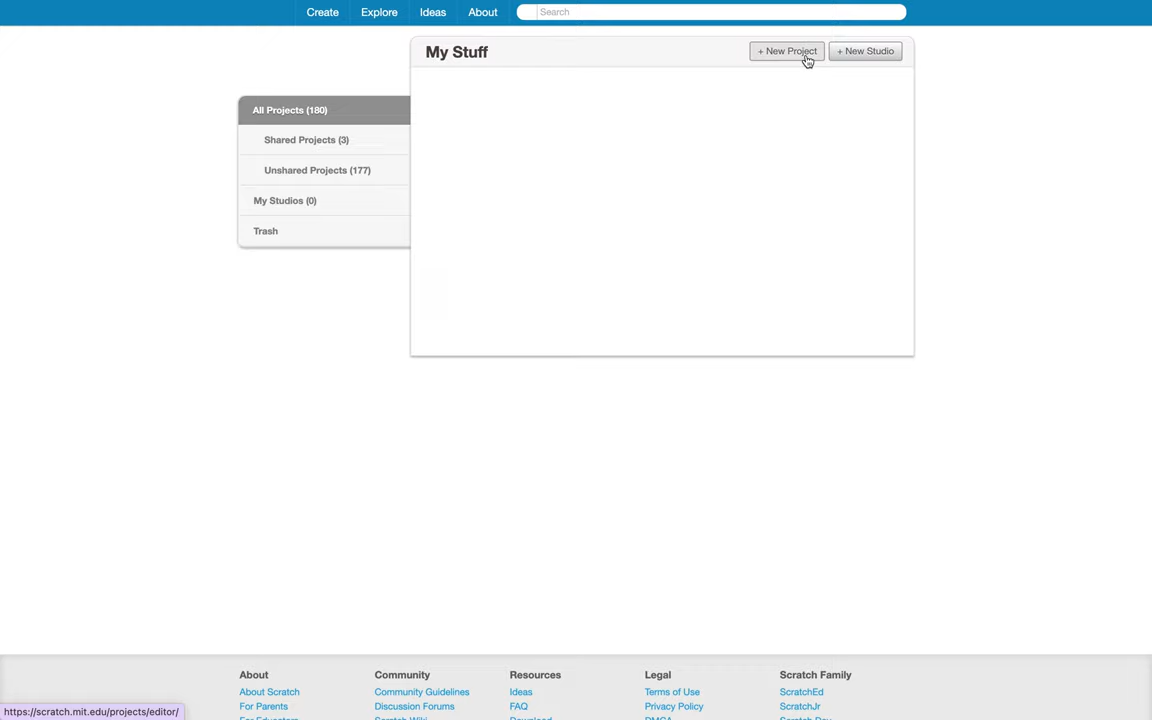 Create Explore Ideas About Search
My Stuff + New Project + New Studio
All Projects (180)
Shared Projects (3)
Unshared Projects (177)
My Studios (0)
Trash
About Community Resources Legal Scratch Family
About Scratch Community Guidelines Ideas Terms of Use ScratchEd
For Parents Discussion Forums FAQ Privacy Policy ScratchJr
https://scratch.mit.edu/projects/editor/
For Educators Scratch Wiki Download DMCA Scratch Day